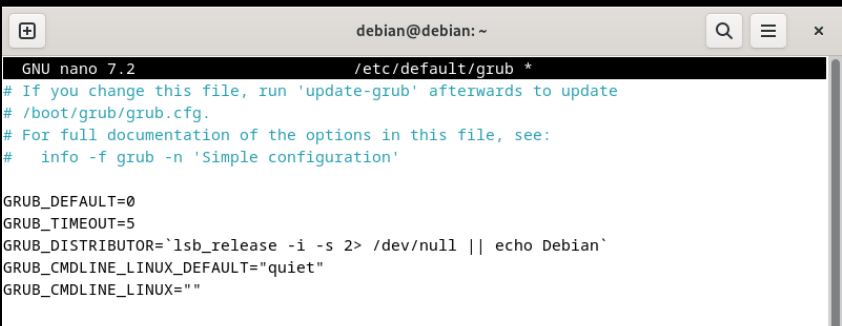 debian@debian: ~
GNU nano 7.2 /etc/default/grub *
# If you change this file, run 'update-grub' afterwards to update
# /boot/grub/grub.cfg.
# For full documentation of the options in this file, see:
#   info -f grub -n 'Simple configuration'
GRUB_DEFAULT=0
GRUB_TIMEOUT=5
GRUB_DISTRIBUTOR=`lsb_release -i -s 2> /dev/null || echo Debian`
GRUB_CMDLINE_LINUX_DEFAULT="quiet"
GRUB_CMDLINE_LINUX=""